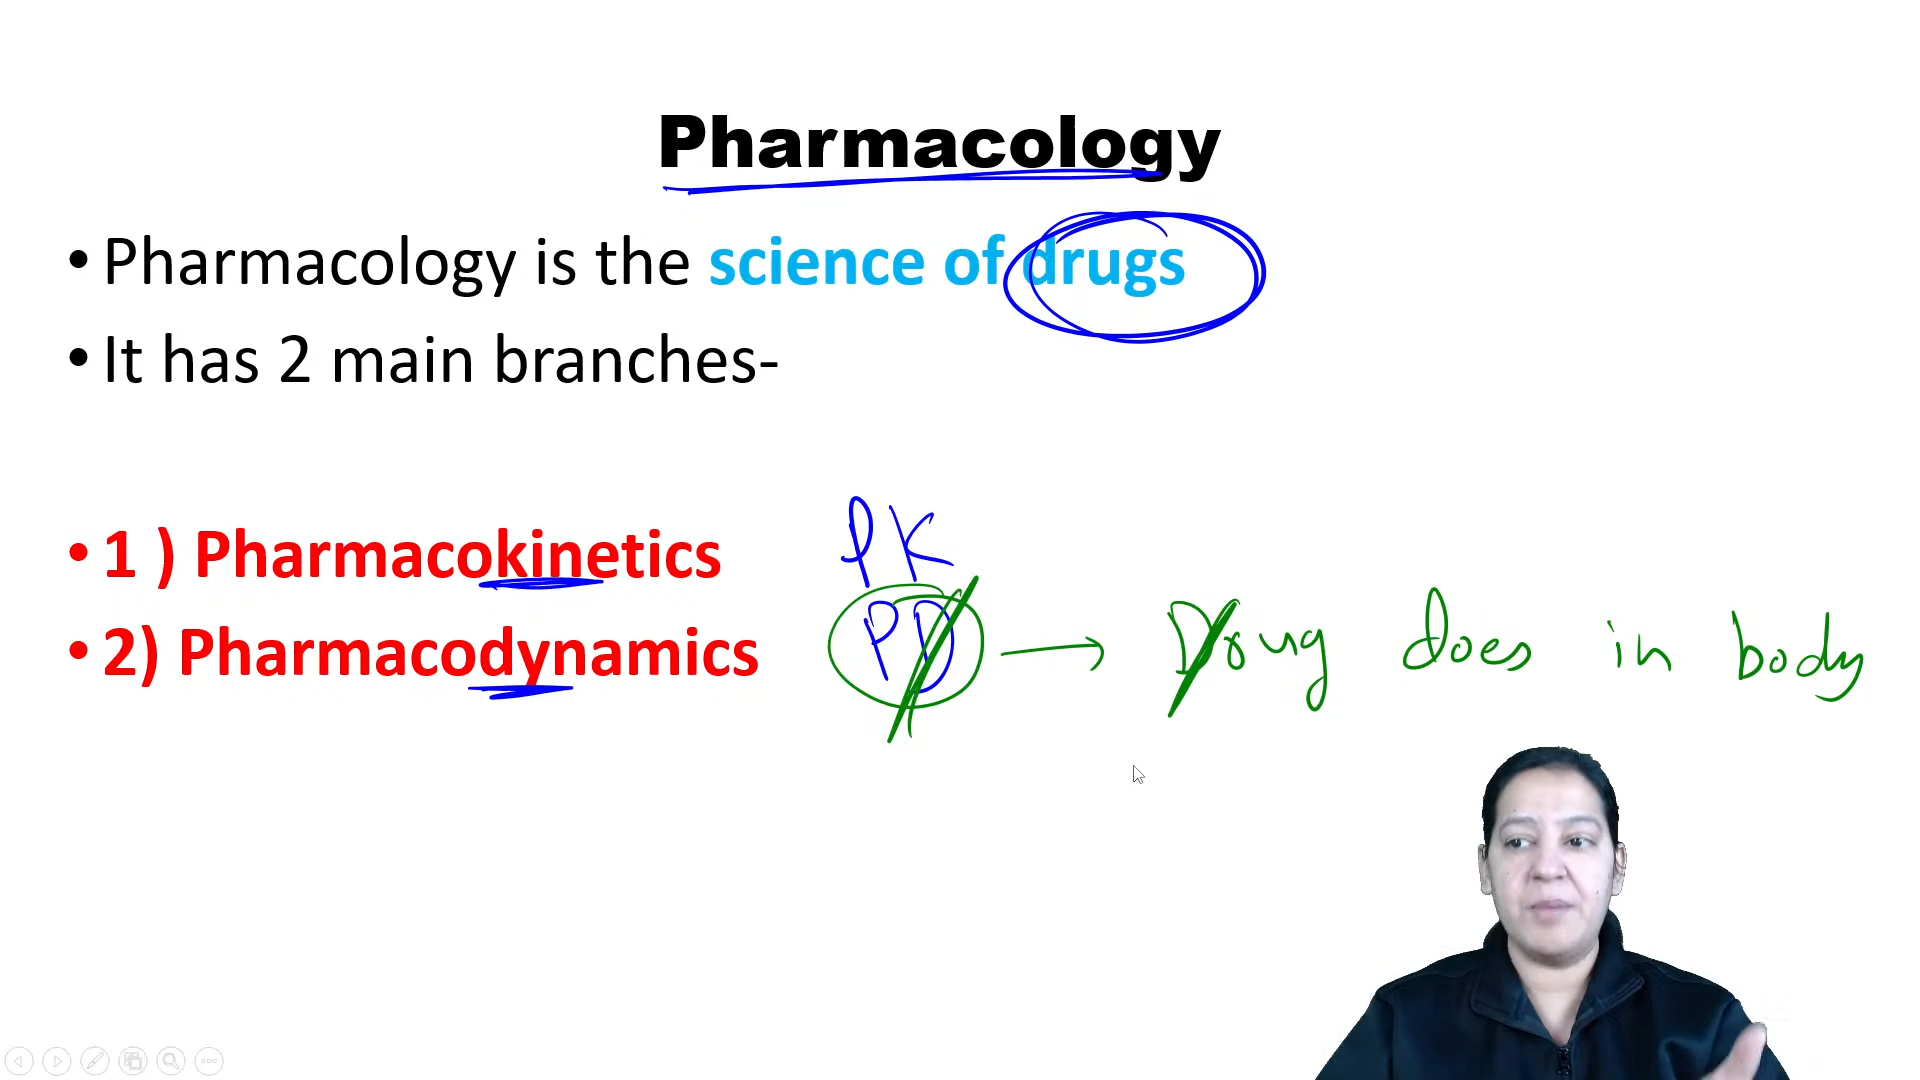 Pharmacology
• Pharmacology is the science of drugs
• It has 2 main branches-
• 1 ) Pharmacokinetics PK
• 2) Pharmacodynamics PD → Drug does in body